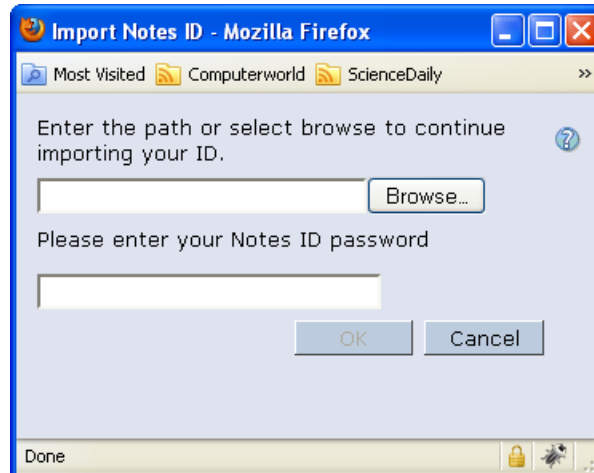 Import Notes ID - Mozilla Firefox
Most Visited Computerworld ScienceDaily »
Enter the path or select browse to continue
importing your ID.
Browse...
Please enter your Notes ID password
OK Cancel
Done